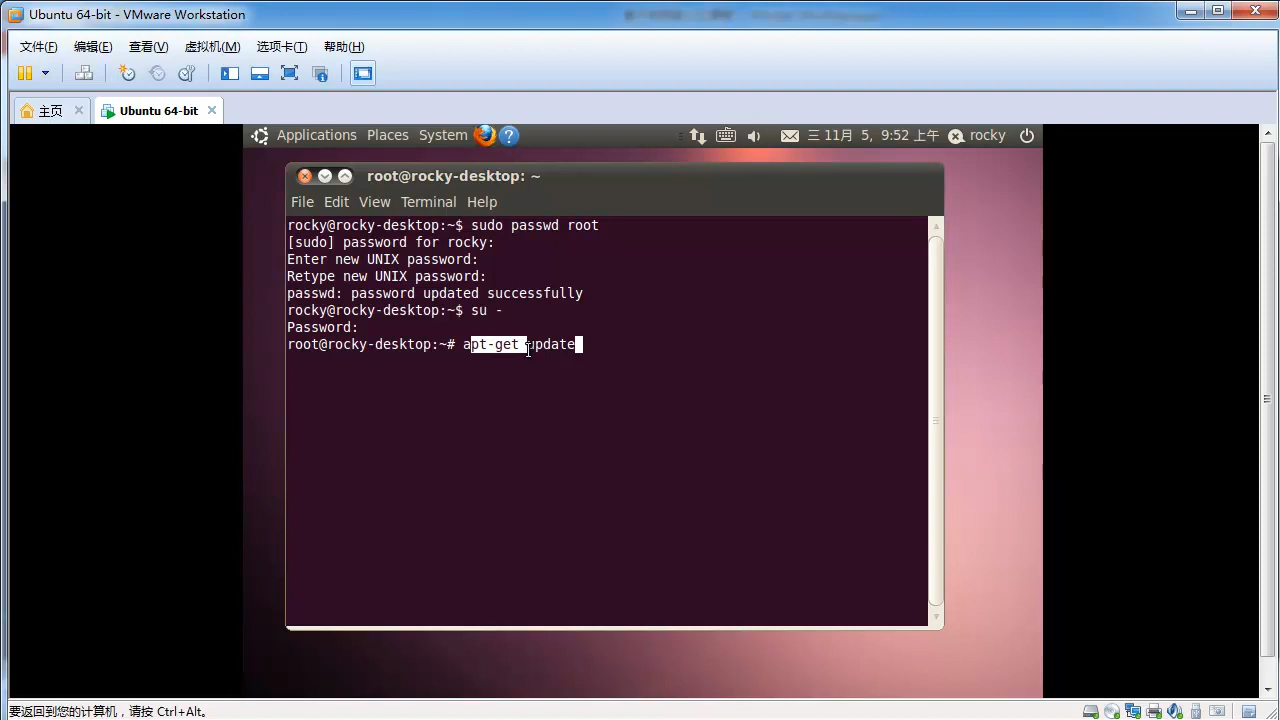 Ubuntu 64-bit - VMware Workstation
文件(F) 编辑(E) 查看(V) 虚拟机(M) 选项卡(T) 帮助(H)
主页 Ubuntu 64-bit
Applications Places System 三 11月 5, 9:52 上午 rocky
root@rocky-desktop: ~
File Edit View Terminal Help
rocky@rocky-desktop:~$ sudo passwd root
[sudo] password for rocky:
Enter new UNIX password:
Retype new UNIX password:
passwd: password updated successfully
rocky@rocky-desktop:~$ su -
Password:
root@rocky-desktop:~# apt-get update
要返回到您的计算机，请按 Ctrl+Alt。